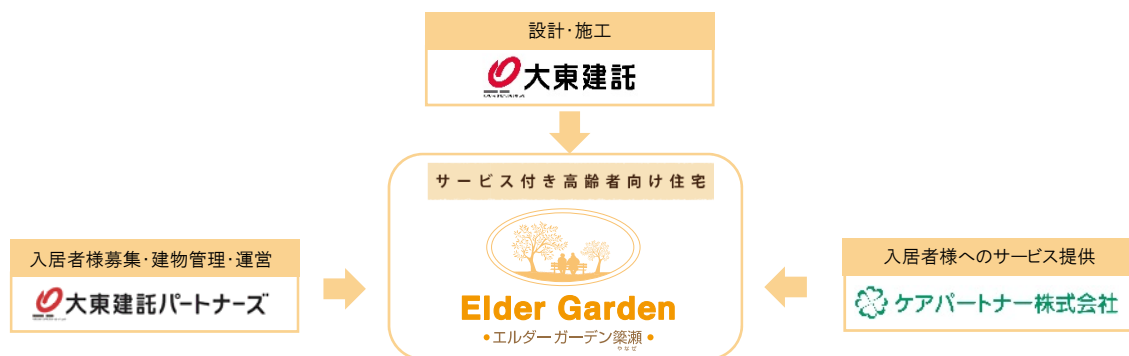 設計・施工
大東建託
サービス付き高齢者向け住宅
入居者様募集・建物管理・運営
大東建託パートナーズ
Elder Garden
・エルダーガーデン簗瀬・
やなぜ
入居者様へのサービス提供
ケアパートナー株式会社